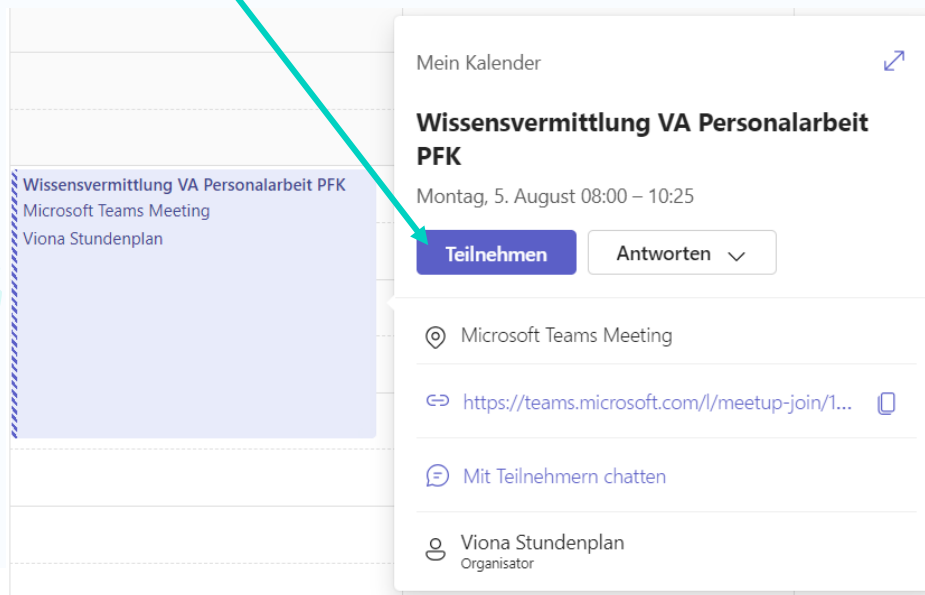 Wissensvermittlung VA Personalarbeit PFK
Microsoft Teams Meeting
Viona Stundenplan
Mein Kalender
Wissensvermittlung VA Personalarbeit
PFK
Montag, 5. August 08:00 – 10:25
Teilnehmen
Antworten
Microsoft Teams Meeting
https://teams.microsoft.com/l/meetup-join/1...
Mit Teilnehmern chatten
Viona Stundenplan
Organisator